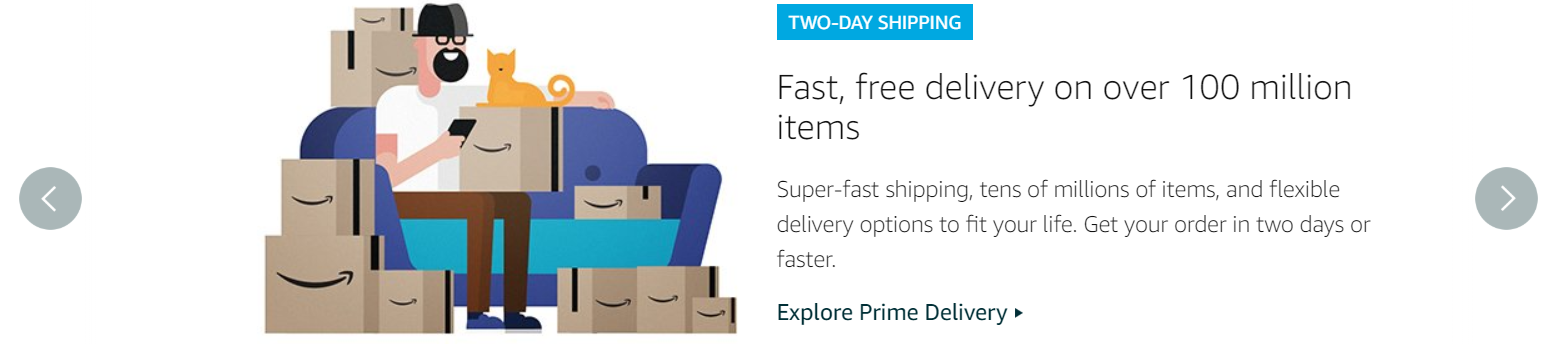 TWO-DAY SHIPPING
Fast, free delivery on over 100 million
items
Super-fast shipping, tens of millions of items, and flexible
delivery options to fit your life. Get your order in two days or
faster.
Explore Prime Delivery ▸